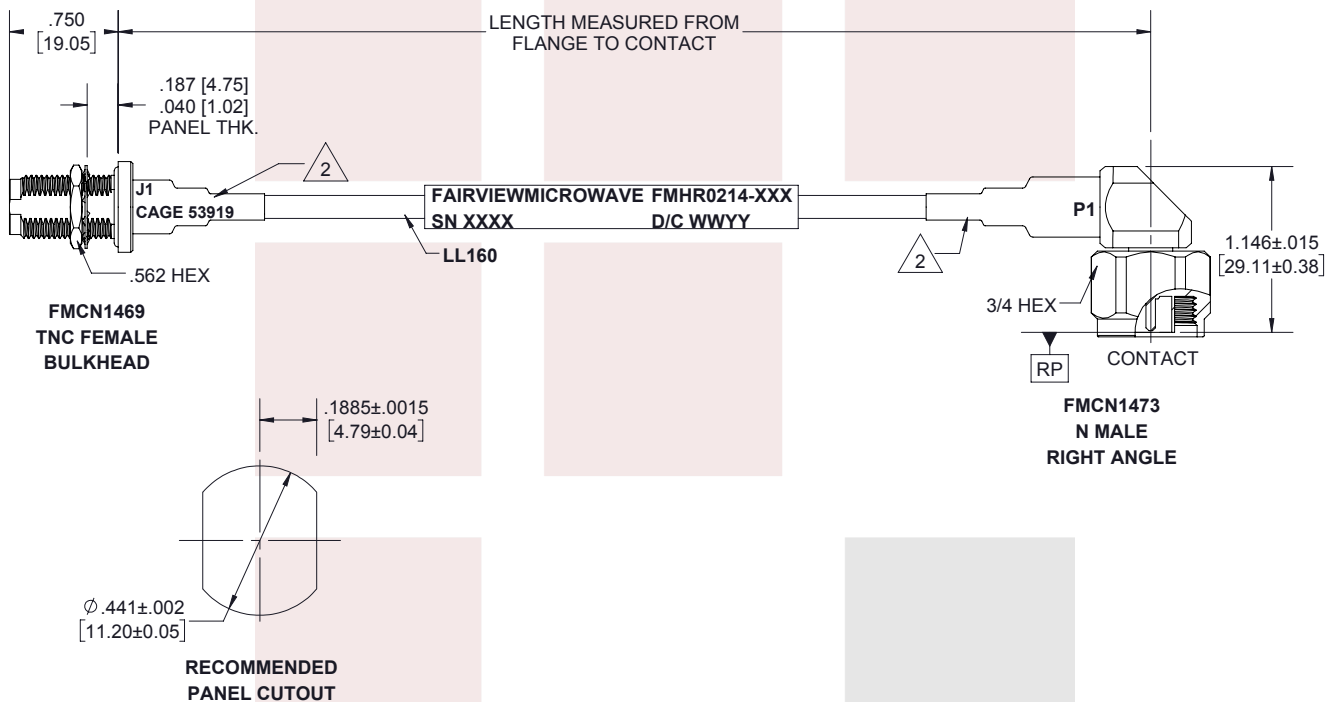 .750
[19.05]
LENGTH MEASURED FROM
FLANGE TO CONTACT
.187 [4.75]
.040 [1.02]
PANEL THK.
2
J1
CAGE 53919
FAIRVIEWMICROWAVE FMHR0214-XXX
SN XXXX D/C WWYY
P1
1.146±.015
[29.11±0.38]
LL160
2
.562 HEX
3/4 HEX
FMCN1469
TNC FEMALE
BULKHEAD
RP
CONTACT
FMCN1473
N MALE
RIGHT ANGLE
.1885±.0015
[4.79±0.04]
∅ .441±.002
[11.20±0.05]
RECOMMENDED
PANEL CUTOUT